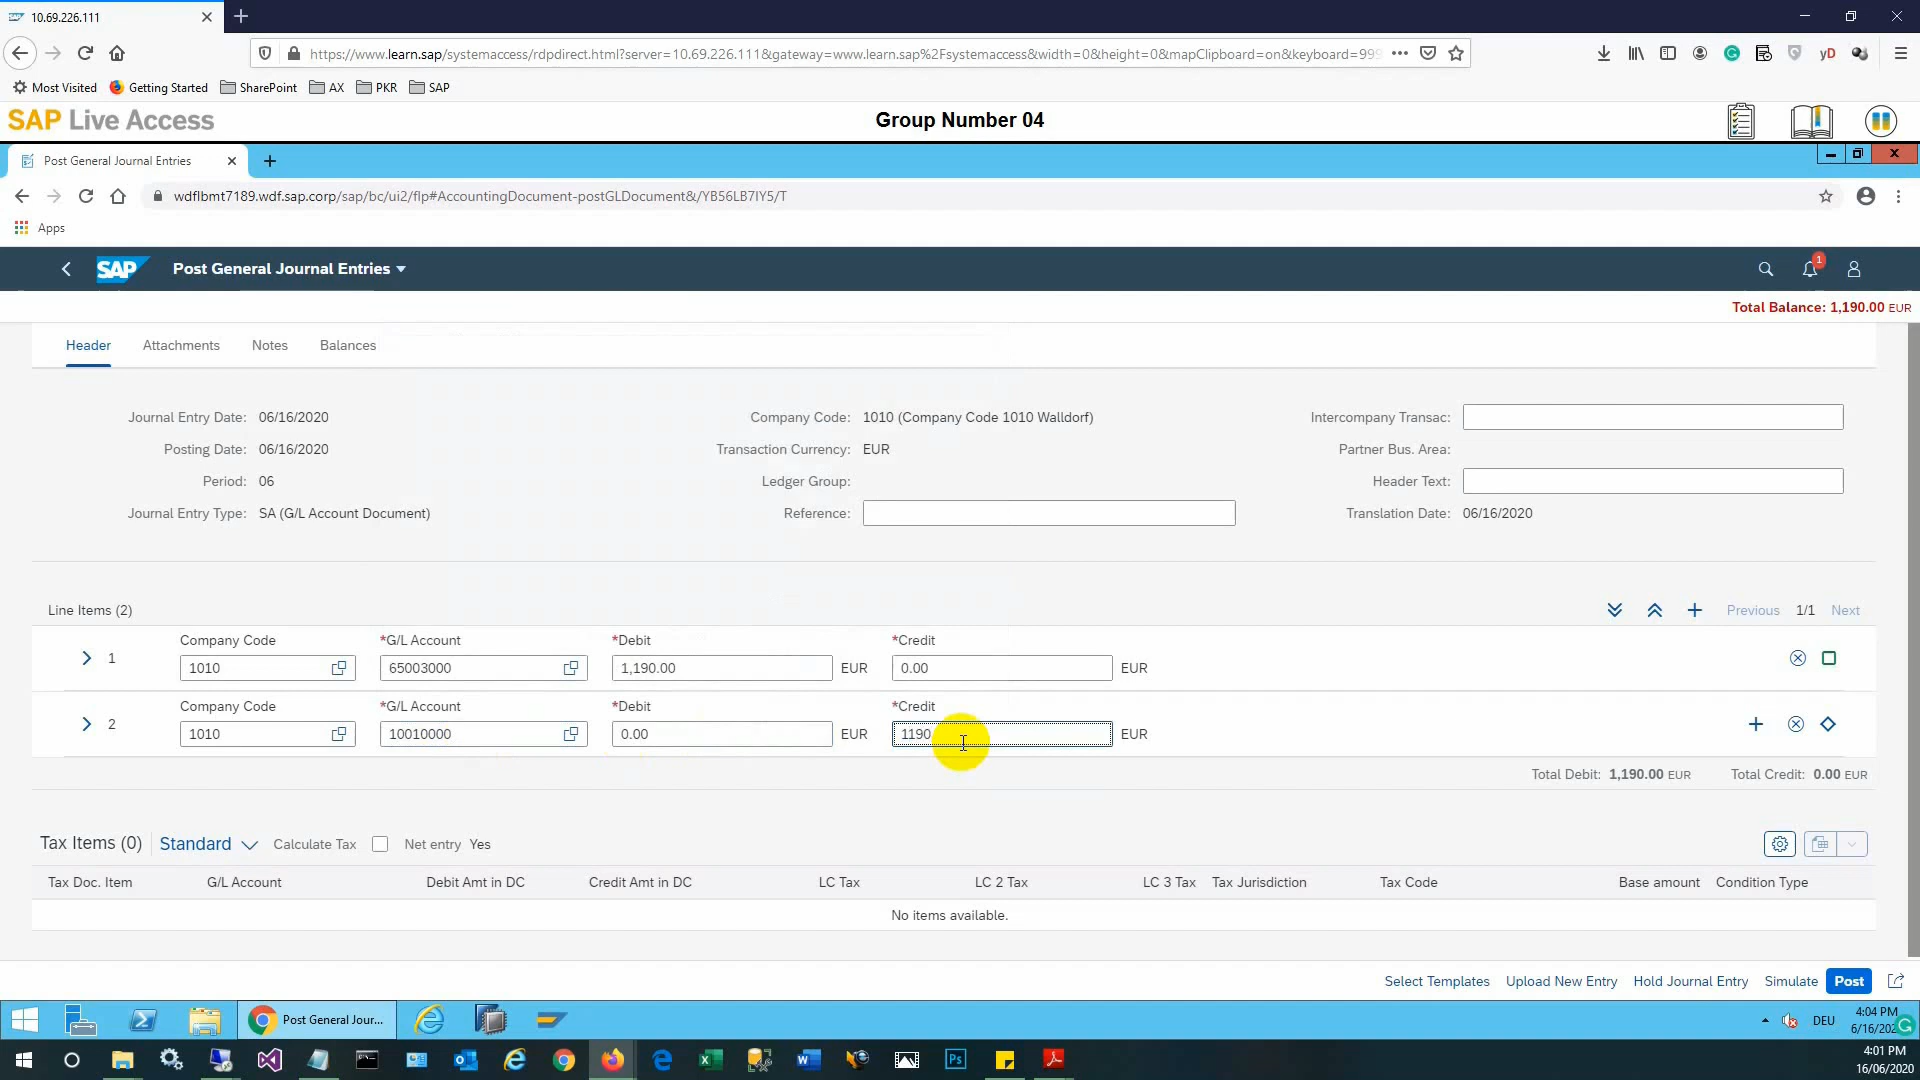 10.69.226.111
https://www.learn.sap/systemaccess/rdpdirect.html?server=10.69.226.111&gateway=www.learn.sap%2Fsystemaccess&width=0&height=0&mapClipboard=on&keyboard=999
yD
Most Visited Getting Started SharePoint AX PKR SAP
SAP Live Access Group Number 04
Post General Journal Entries
wdflbmt7189.wdf.sap.corp/sap/bc/ui2/flp#AccountingDocument-postGLDocument&/YB56LB7IY5/T
Apps
SAP Post General Journal Entries 1
Total Balance: 1,190.00 EUR
Header Attachments Notes Balances
Journal Entry Date: 06/16/2020 Company Code: 1010 (Company Code 1010 Walldorf) Intercompany Transac:
Posting Date: 06/16/2020 Transaction Currency: EUR Partner Bus. Area:
Period: 06 Ledger Group: Header Text:
Journal Entry Type: SA (G/L Account Document) Reference: Translation Date: 06/16/2020
Line Items (2) Previous 1/1 Next
Company Code *G/L Account *Debit *Credit
1 1010 65003000 1,190.00 EUR 0.00 EUR
Company Code *G/L Account *Debit *Credit
2 1010 10010000 0.00 EUR 1190 EUR
Total Debit: 1,190.00 EUR Total Credit: 0.00 EUR
Tax Items (0) Standard Calculate Tax Net entry Yes
Tax Doc. Item G/L Account Debit Amt in DC Credit Amt in DC LC Tax LC 2 Tax LC 3 Tax Tax Jurisdiction Tax Code Base amount Condition Type
No items available.
Select Templates Upload New Entry Hold Journal Entry Simulate Post
Post General Jour... DEU 4:04 PM
6/16/202
4:01 PM
16/06/2020